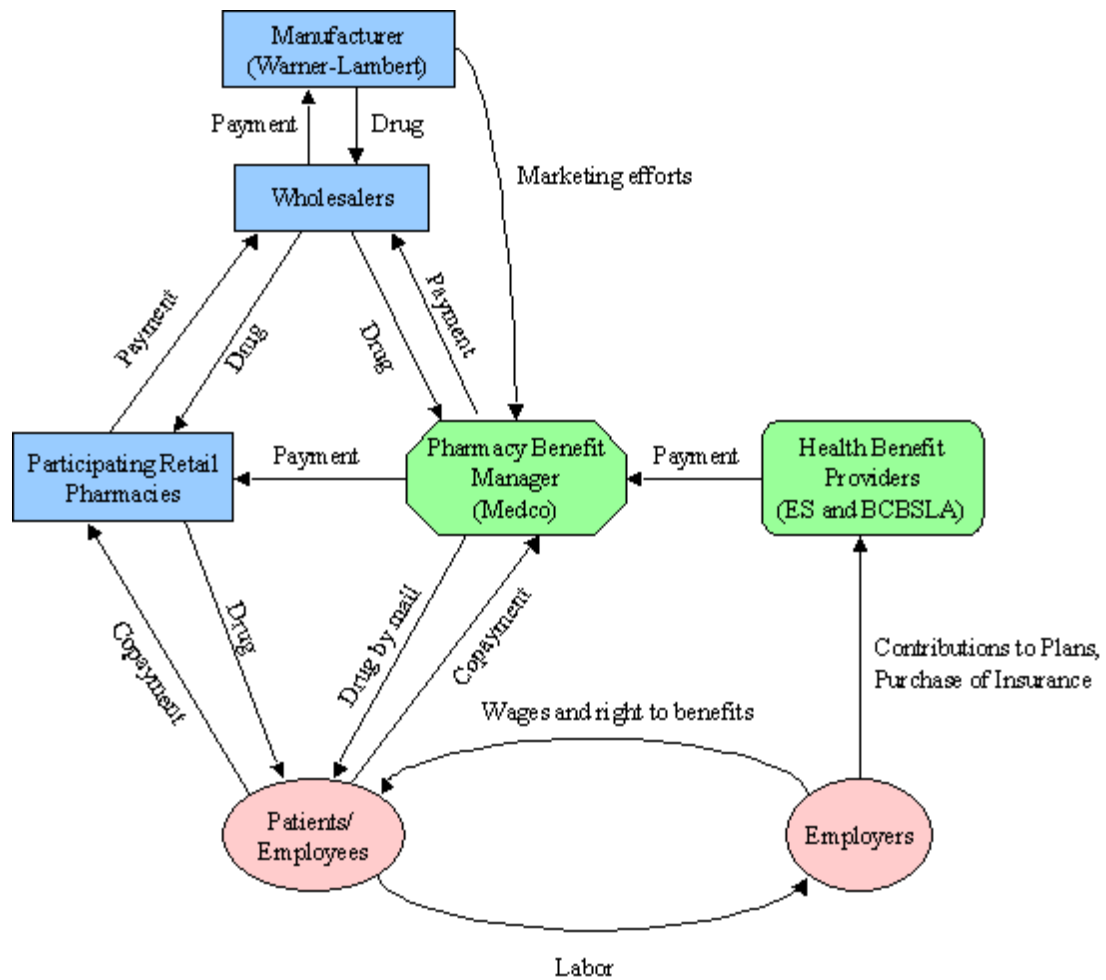 Manufacturer
(Warner-Lambert)
Payment
Drug
Marketing efforts
Wholesalers
Payment
Drug
Drug
Payment
Participating Retail
Pharmacies
Payment
Pharmacy Benefit
Manager
(Medco)
Payment
Health Benefit
Providers
(ES and BCBSLA)
Copayment
Drug
Drug by mail
Copayment
Contributions to Plans,
Purchase of Insurance
Wages and right to benefits
Patients/
Employees
Employers
Labor